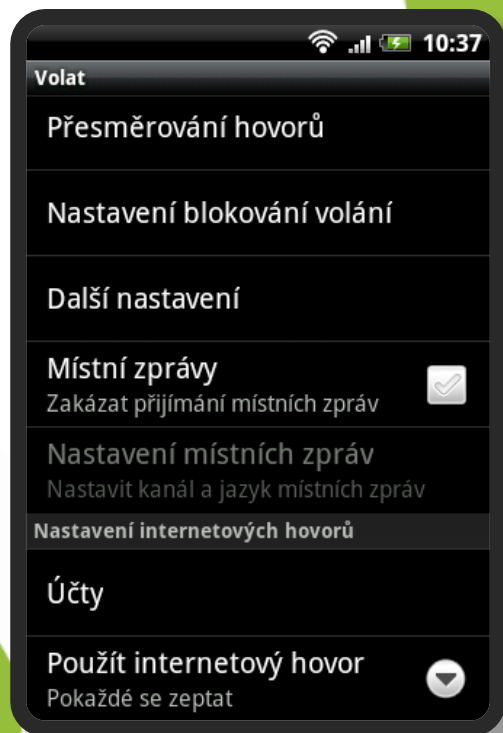 10:37
Volat
Přesměrování hovorů
Nastavení blokování volání
Další nastavení
Místní zprávy
Zakázat přijímání místních zpráv
Nastavení místních zpráv
Nastavit kanál a jazyk místních zpráv
Nastavení internetových hovorů
Účty
Použít internetový hovor
Pokaždé se zeptat